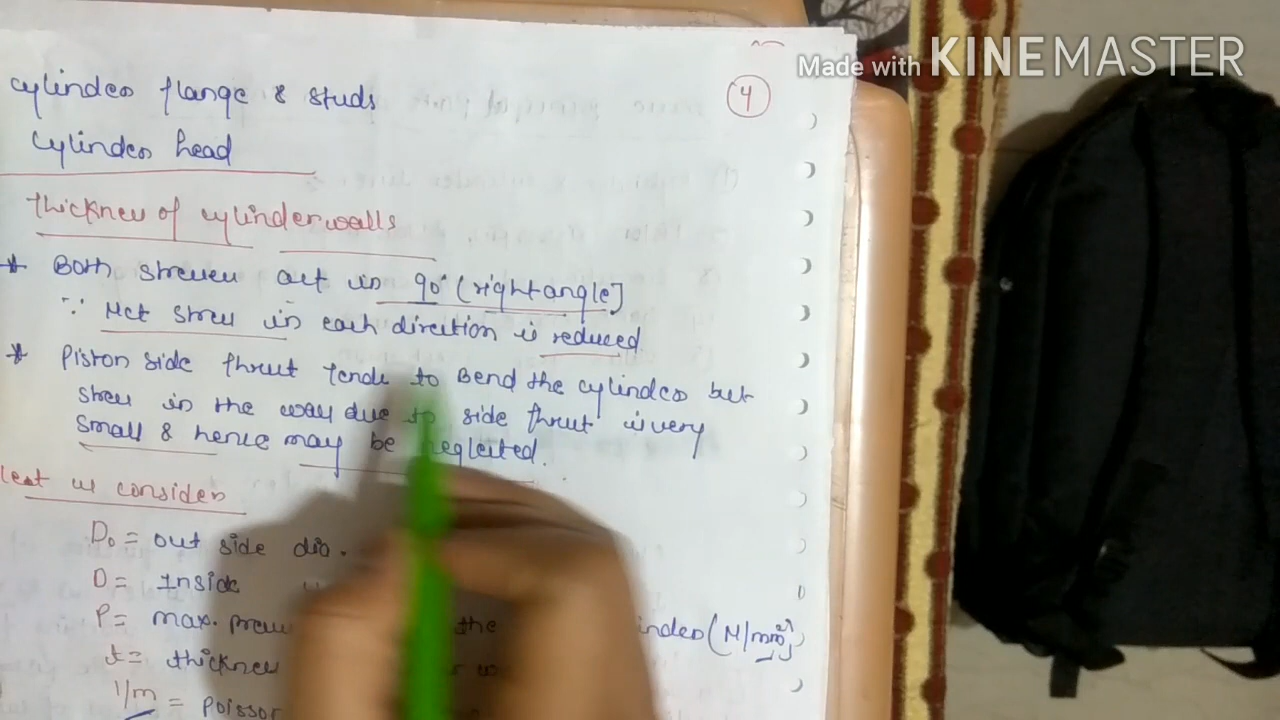 Made with KINEMASTER
4
cylinder flange & studs
cylinder head
thickness of cylinder walls
* Both stresses act in 90° (right angle)
∵ Net stress in each direction is reduced
* Piston side thrust tends to Bend the cylinder but
stress in the wall due to side thrust is very
small & hence may be neglected.
Let us consider
D₀ = out side dia.
D = Inside
P = max. the (N/mm²)
t = thickness
1/m =